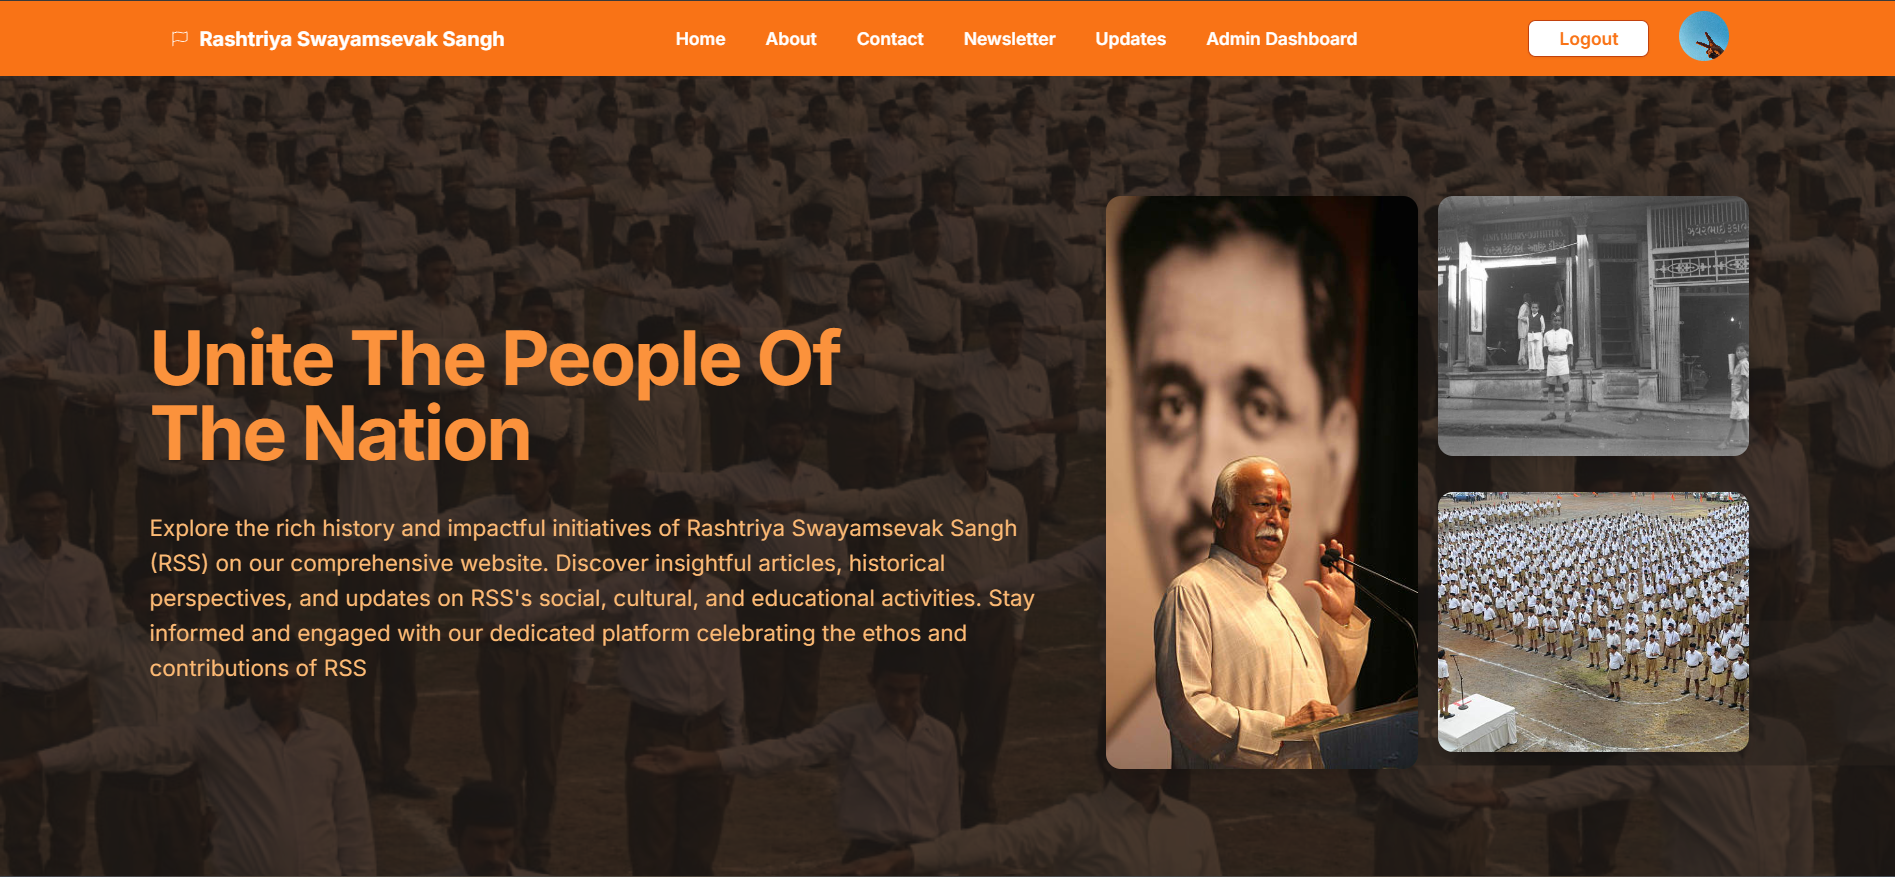 Rashtriya Swayamsevak Sangh
Home
About
Contact
Newsletter
Updates
Admin Dashboard
Logout
Unite The People Of
The Nation
Explore the rich history and impactful initiatives of Rashtriya Swayamsevak Sangh
(RSS) on our comprehensive website. Discover insightful articles, historical
perspectives, and updates on RSS's social, cultural, and educational activities. Stay
informed and engaged with our dedicated platform celebrating the ethos and
contributions of RSS